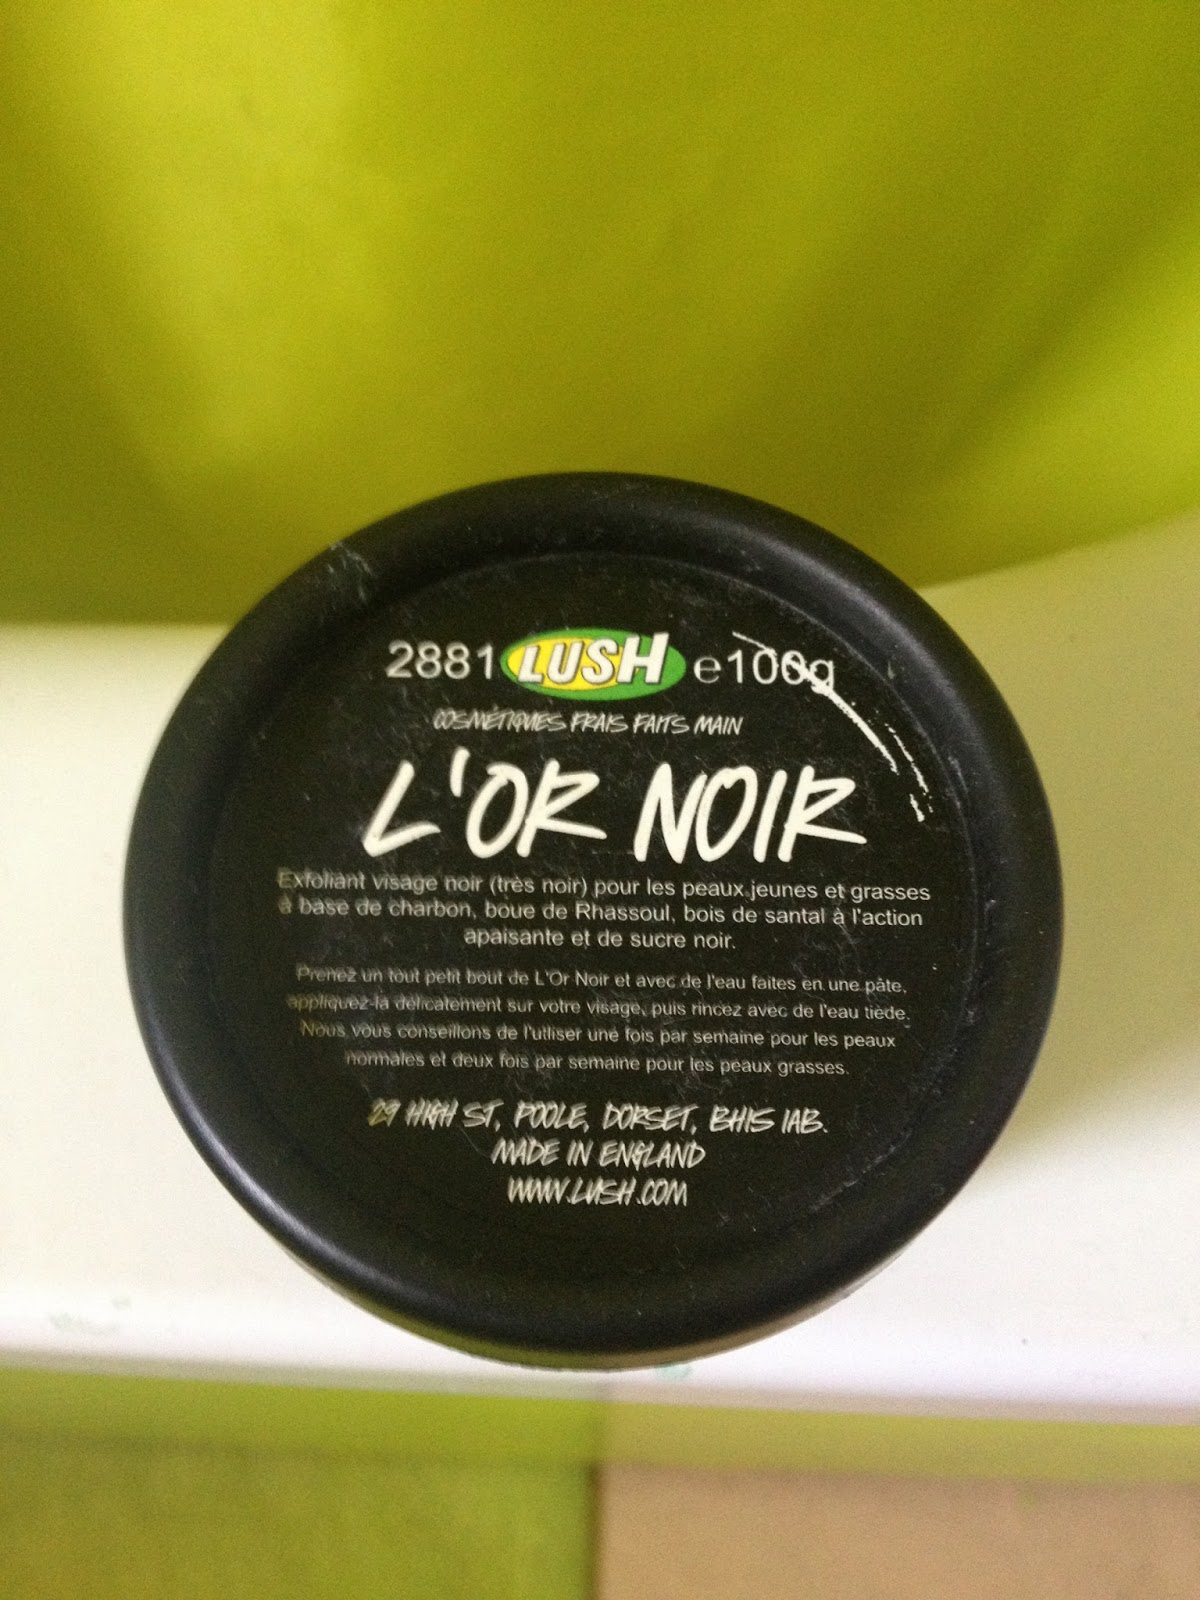 2881 LUSH e100g
COSMÉTIQUES FRAIS FAITS MAIN
L'OR NOIR
Exfoliant visage noir (très noir) pour les peaux jeunes et grasses
à base de charbon, boue de Rhassoul, bois de santal à l'action
apaisante et de sucre noir.
Prenez un tout petit bout de L'Or Noir et avec de l'eau faites en une pâte,
appliquez-la délicatement sur votre visage, puis rincez avec de l'eau tiède.
Nous vous conseillons de l'utliser une fois par semaine pour les peaux
normales et deux fois par semaine pour les peaux grasses.
29 HIGH ST, POOLE, DORSET, BH15 1AB.
MADE IN ENGLAND
WWW.LUSH.COM